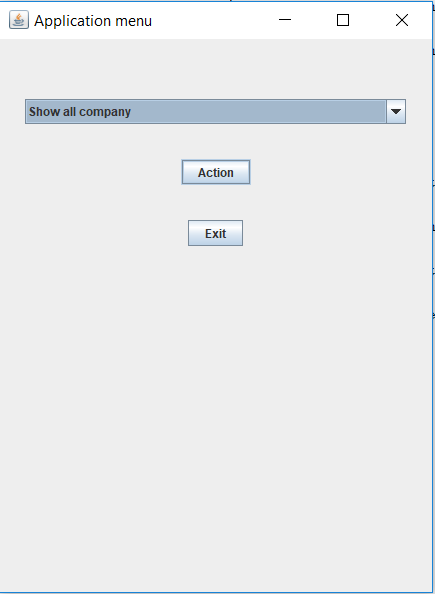 Application menu
Show all company
Action
Exit